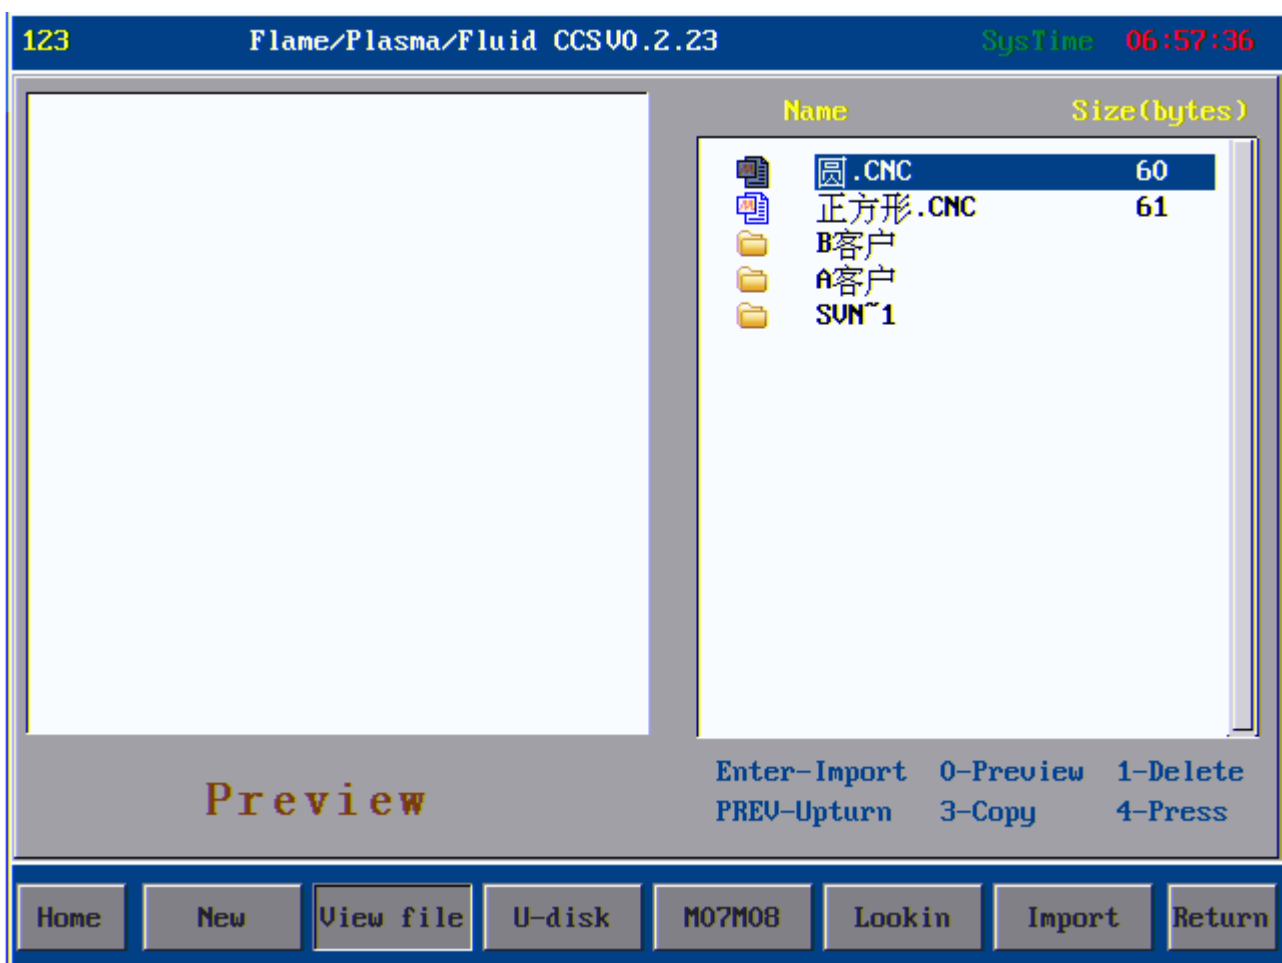 123 Flame/Plasma/Fluid CCSV0.2.23 SysTime 06:57:36
Name Size(bytes)
圆.CNC 60
正方形.CNC 61
B客户
A客户
SVN~1
Enter-Import 0-Preview 1-Delete
Preview
PREV-Upturn 3-Copy 4-Press
Home New View file U-disk M07M08 Lookin Import Return